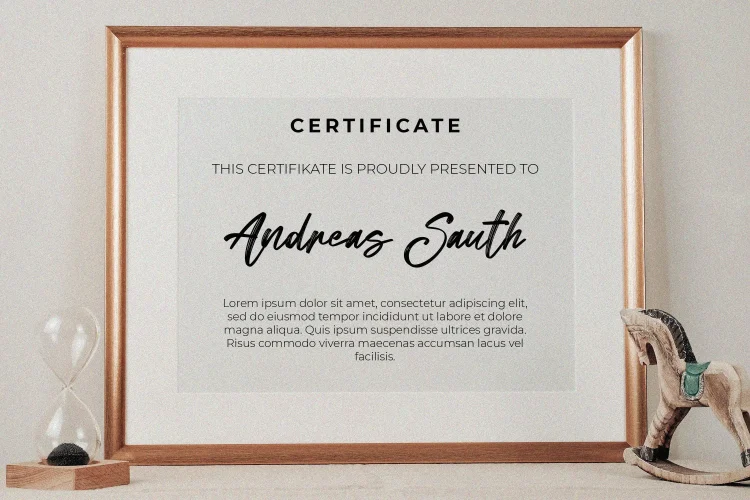 CERTIFICATE
THIS CERTIFIKATE IS PROUDLY PRESENTED TO
Andreas Sauth
Lorem ipsum dolor sit amet, consectetur adipiscing elit,
sed do eiusmod tempor incididunt ut labore et dolore
magna aliqua. Quis ipsum suspendisse ultrices gravida.
Risus commodo viverra maecenas accumsan lacus vel
facilisis.